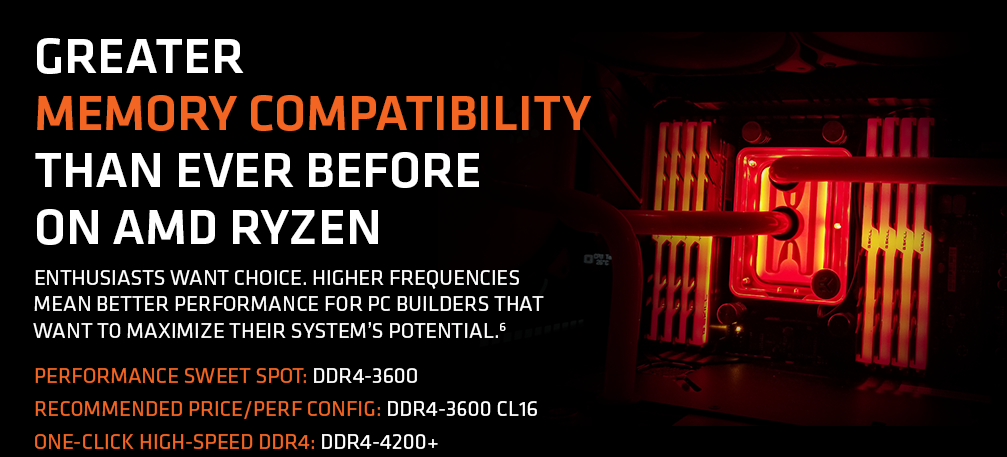 GREATER
MEMORY COMPATIBILITY
THAN EVER BEFORE
ON AMD RYZEN
ENTHUSIASTS WANT CHOICE. HIGHER FREQUENCIES
MEAN BETTER PERFORMANCE FOR PC BUILDERS THAT
WANT TO MAXIMIZE THEIR SYSTEM'S POTENTIAL.⁶
PERFORMANCE SWEET SPOT: DDR4-3600
RECOMMENDED PRICE/PERF CONFIG: DDR4-3600 CL16
ONE-CLICK HIGH-SPEED DDR4: DDR4-4200+